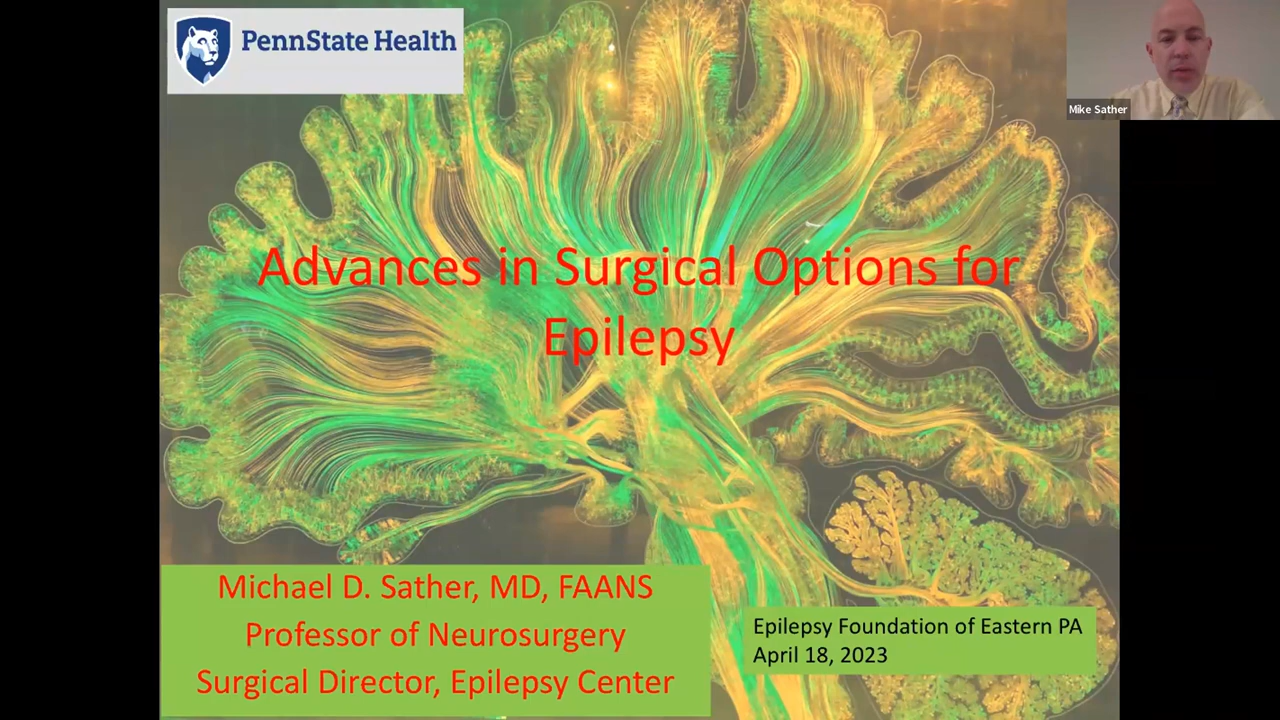 PennState Health
Mike Sather
Advances in Surgical Options for
Epilepsy
Michael D. Sather, MD, FAANS
Professor of Neurosurgery
Surgical Director, Epilepsy Center
Epilepsy Foundation of Eastern PA
April 18, 2023